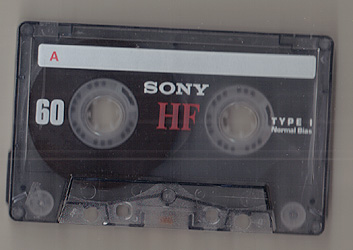 A
SONY
60
HF
TYPE I
Normal Bias